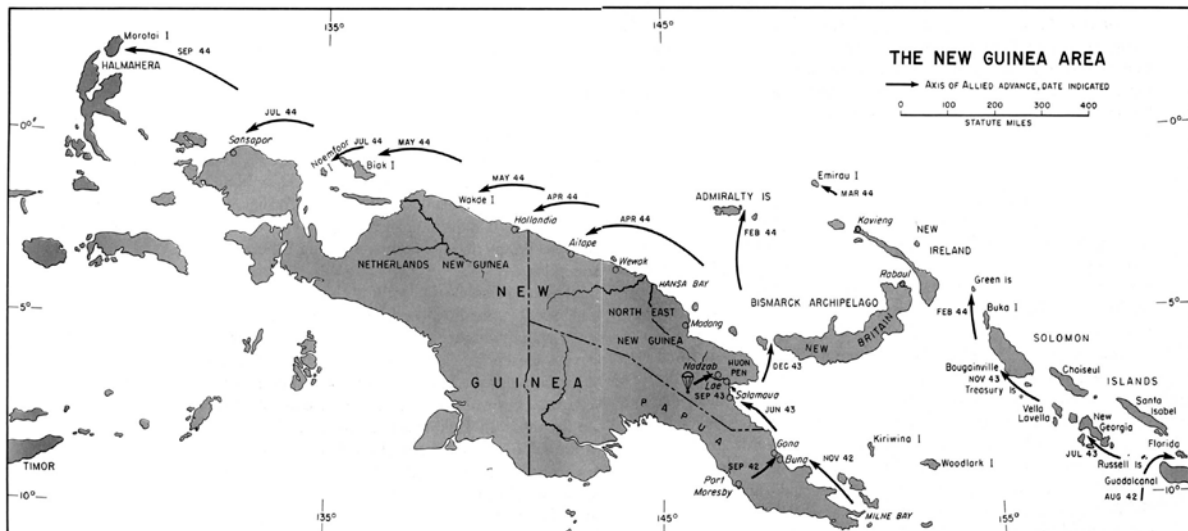 135°
145°
THE NEW GUINEA AREA
AXIS OF ALLIED ADVANCE, DATE INDICATED
0 100 200 300 400
STATUTE MILES
Morotai I
SEP 44
HALMAHERA
0°
0°
JUL 44
Sansapor
Noemfoor I
JUL 44
Biak I
MAY 44
MAY 44
Wakde I
APR 44
Hollandia
APR 44
Aitape
Wewak
ADMIRALTY IS
FEB 44
Emirau I
MAR 44
Kavieng
NEW
IRELAND
NETHERLANDS NEW GUINEA
NEW
GUINEA
HANSA BAY
NORTH EAST
NEW GUINEA
Madang
BISMARCK ARCHIPELAGO
Rabaul
NEW BRITAIN
Green Is
FEB 44
Buka I
5°
5°
SOLOMON
ISLANDS
Bougainville
NOV 43
Treasury Is
Choiseul
Santa
Isabel
Vella
Lavella
New
Georgia
JUL 43
Florida
Russell Is
Guadalcanal
AUG 42
DEC 43
HUON
PEN
Nadzab
Lae
SEP 43
Salamaua
JUN 43
PAPUA
Gona
Buna
SEP 42
NOV 42
Port
Moresby
MILNE BAY
Kiriwina I
Woodlark I
TIMOR
10°
10°
135°
145°
155°